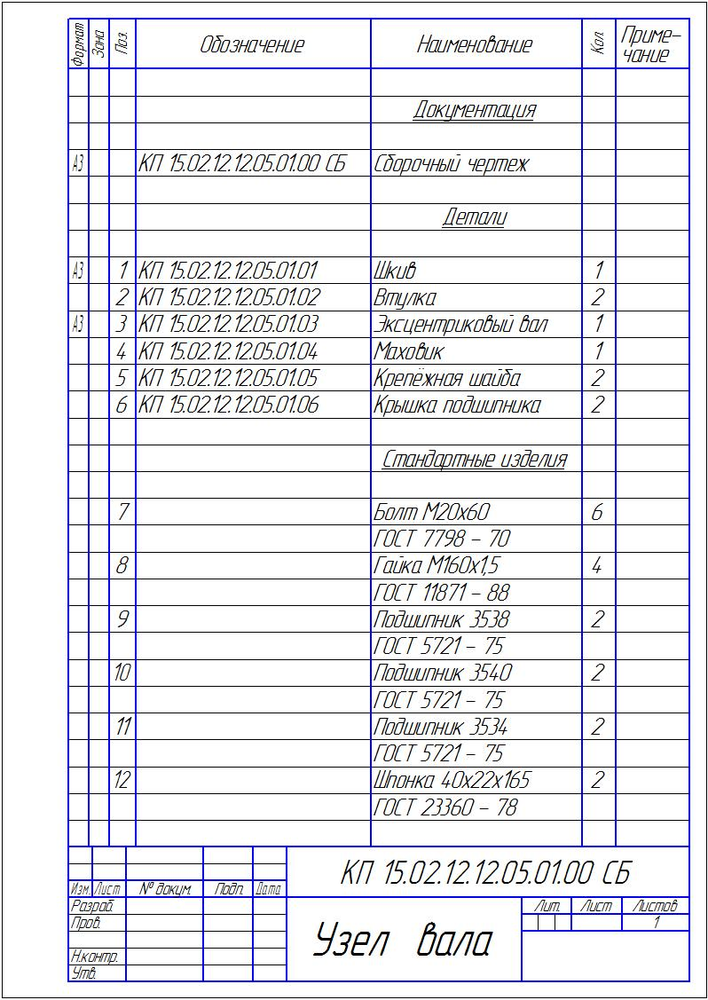 Формат Зона Поз. Обозначение Наименование Кол. Приме-
чание
Документация
А3 КП 15.02.12.12.05.01.00 СБ Сборочный чертеж
Детали
А3 1 КП 15.02.12.12.05.01.01 Шкив 1
2 КП 15.02.12.12.05.01.02 Втулка 2
А3 3 КП 15.02.12.12.05.01.03 Эксцентриковый вал 1
4 КП 15.02.12.12.05.01.04 Маховик 1
5 КП 15.02.12.12.05.01.05 Крепёжная шайба 2
6 КП 15.02.12.12.05.01.06 Крышка подшипника 2
Стандартные изделия
7 Болт М20х60 6
ГОСТ 7798 – 70
8 Гайка М160х1,5 4
ГОСТ 11871 – 88
9 Подшипник 3538 2
ГОСТ 5721 – 75
10 Подшипник 3540 2
ГОСТ 5721 – 75
11 Подшипник 3534 2
ГОСТ 5721 – 75
12 Шпонка 40х22х165 2
ГОСТ 23360 – 78
КП 15.02.12.12.05.01.00 СБ
Изм. Лист № докум. Подп. Дата
Разраб.
Пров.
Н.контр.
Утв.
Узел вала
Лит. Лист Листов
1